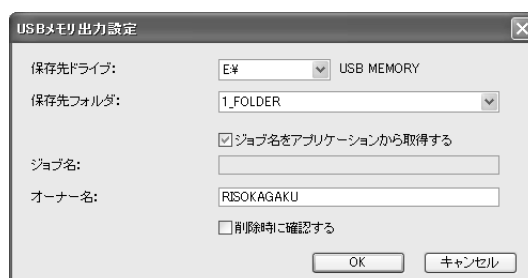 USBメモリ出力設定
保存先ドライブ: E:¥ USB MEMORY
保存先フォルダ: 1_FOLDER
ジョブ名をアプリケーションから取得する
ジョブ名:
オーナー名: RISOKAGAKU
削除時に確認する
OK キャンセル